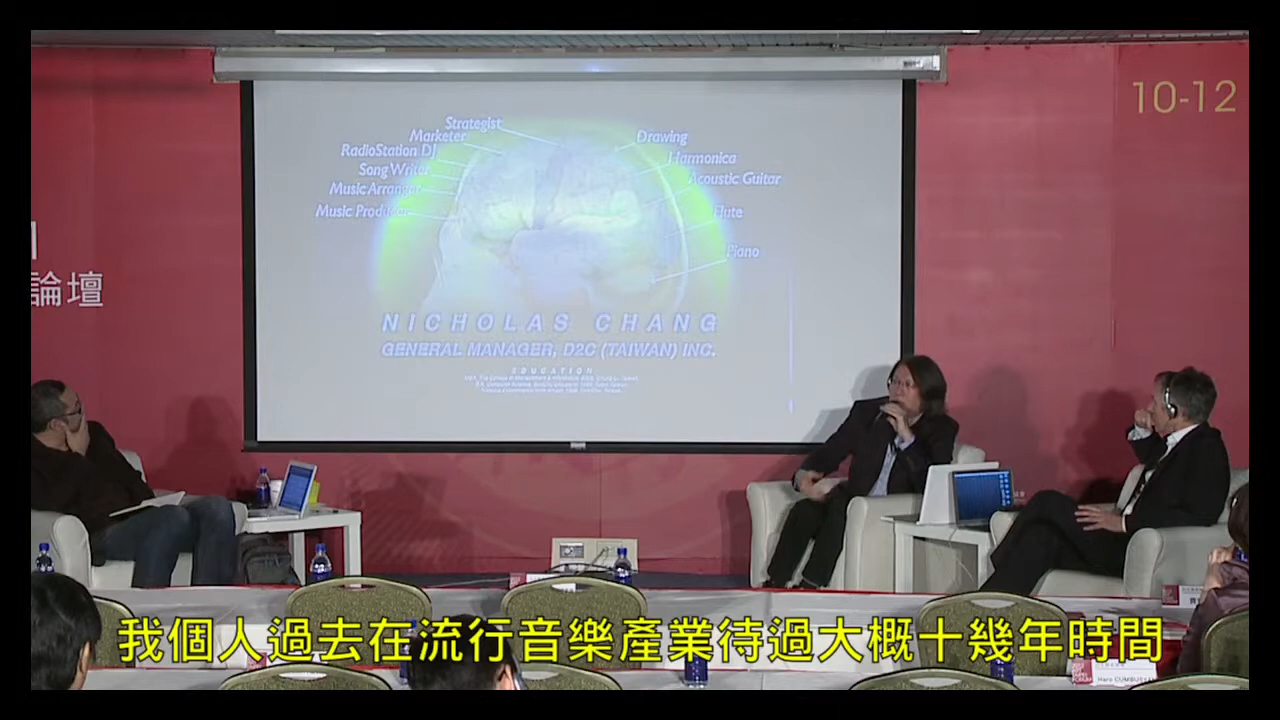 10-12
論壇
Strategist
Marketer
RadioStation DJ
Song Writer
Music Arranger
Music Producer
Drawing
Harmonica
Acoustic Guitar
Flute
Piano
NICHOLAS CHANG
GENERAL MANAGER, D2C (TAIWAN) INC.
EDUCATION
我個人過去在流行音樂產業待過大概十幾年時間